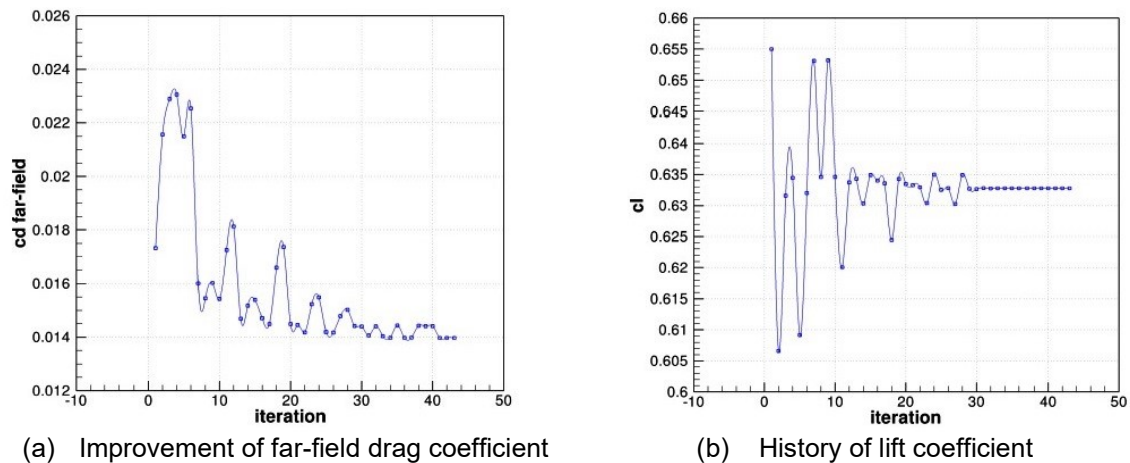 0.026
0.024
0.022
0.02
0.018
0.016
0.014
0.012
cd far-field
-10 0 10 20 30 40 50
iteration
(a) Improvement of far-field drag coefficient
0.66
0.655
0.65
0.645
0.64
0.635
0.63
0.625
0.62
0.615
0.61
0.605
0.6
cl
-10 0 10 20 30 40 50
iteration
(b) History of lift coefficient